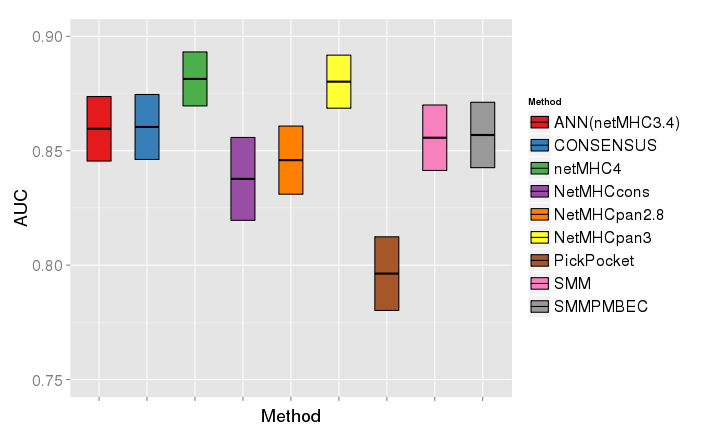 0.90
0.85
0.80
0.75
AUC
Method
Method
ANN(netMHC3.4)
CONSENSUS
netMHC4
NetMHCcons
NetMHCpan2.8
NetMHCpan3
PickPocket
SMM
SMMPMBEC